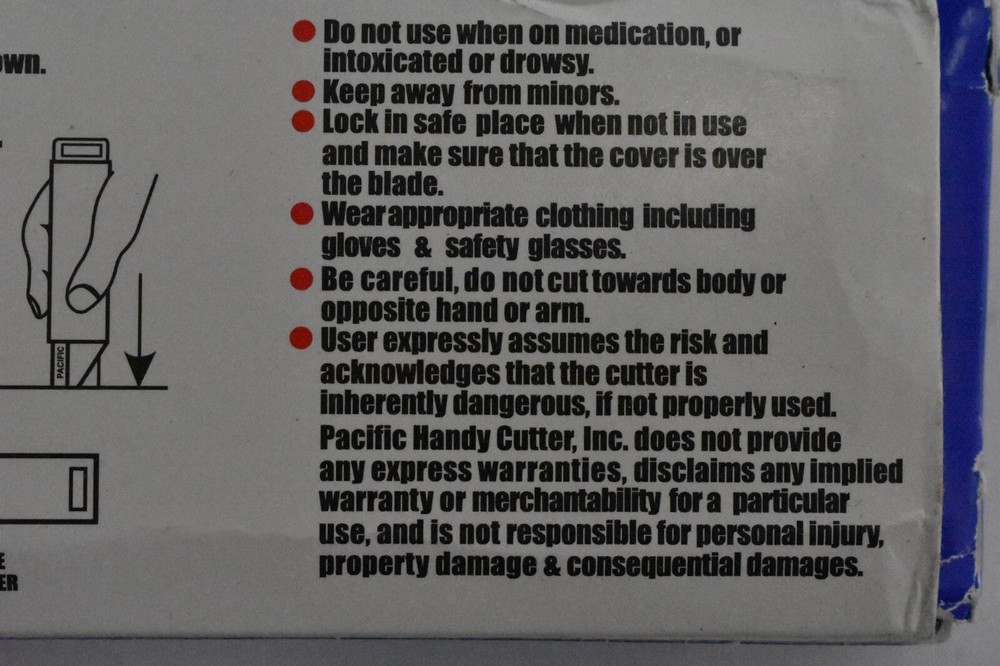 own.
Do not use when on medication, or
intoxicated or drowsy.
Keep away from minors.
Lock in safe place when not in use
and make sure that the cover is over
the blade.
Wear appropriate clothing including
gloves & safety glasses.
Be careful, do not cut towards body or
opposite hand or arm.
User expressly assumes the risk and
acknowledges that the cutter is
inherently dangerous, if not properly used.
Pacific Handy Cutter, Inc. does not provide
any express warranties, disclaims any implied
warranty or merchantability for a particular
use, and is not responsible for personal injury,
property damage & consequential damages.
PACIFIC
E
ER